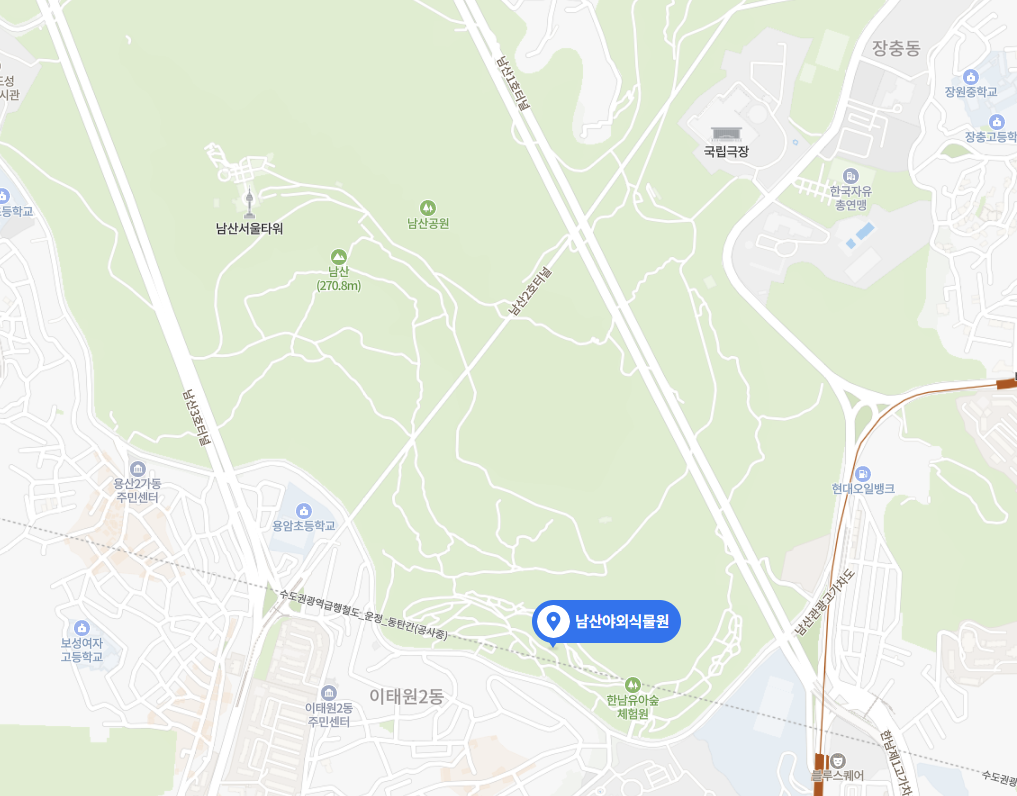 장충동
남산1호터널
도성
시관
장원중학교
장충고등학
국립극장
한국자유
총연맹
등학교
남산서울타워
남산공원
남산
(270.8m)
남산2호터널
남산3호터널
용산2가동
주민센터
현대오일뱅크
용암초등학교
수도권광역급행철도_운정_동탄간(공사중)
남산관광고가차도
남산야외식물원
보성여자
고등학교
한남유아숲
체험원
이태원2동
이태원2동
주민센터
한남제1고가차
블루스퀘어
수도권광